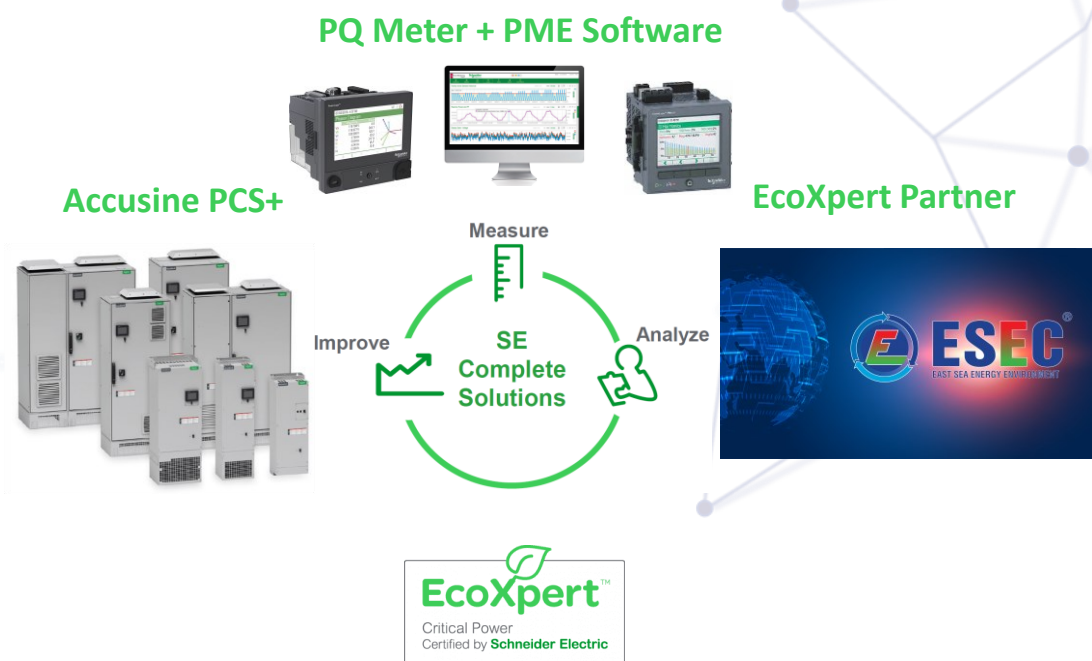 PQ Meter + PME Software
Accusine PCS+
EcoXpert Partner
Measure
Improve
Analyze
SE
Complete
Solutions
ESEC®
EAST SEA ENERGY ENVIRONMENT
EcoXpert™
Critical Power
Certified by Schneider Electric